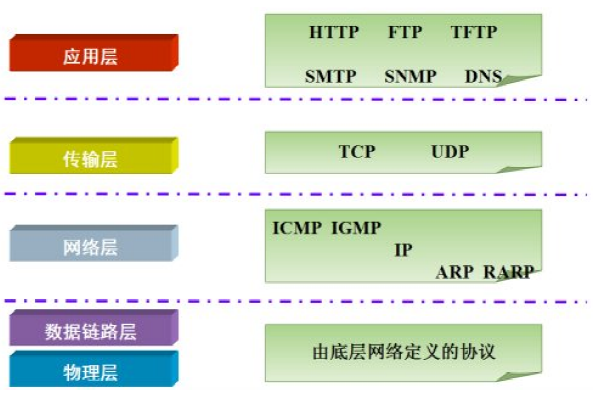 应用层
HTTP FTP TFTP
SMTP SNMP DNS
传输层
TCP UDP
网络层
ICMP IGMP
IP
ARP RARP
数据链路层
物理层
由底层网络定义的协议